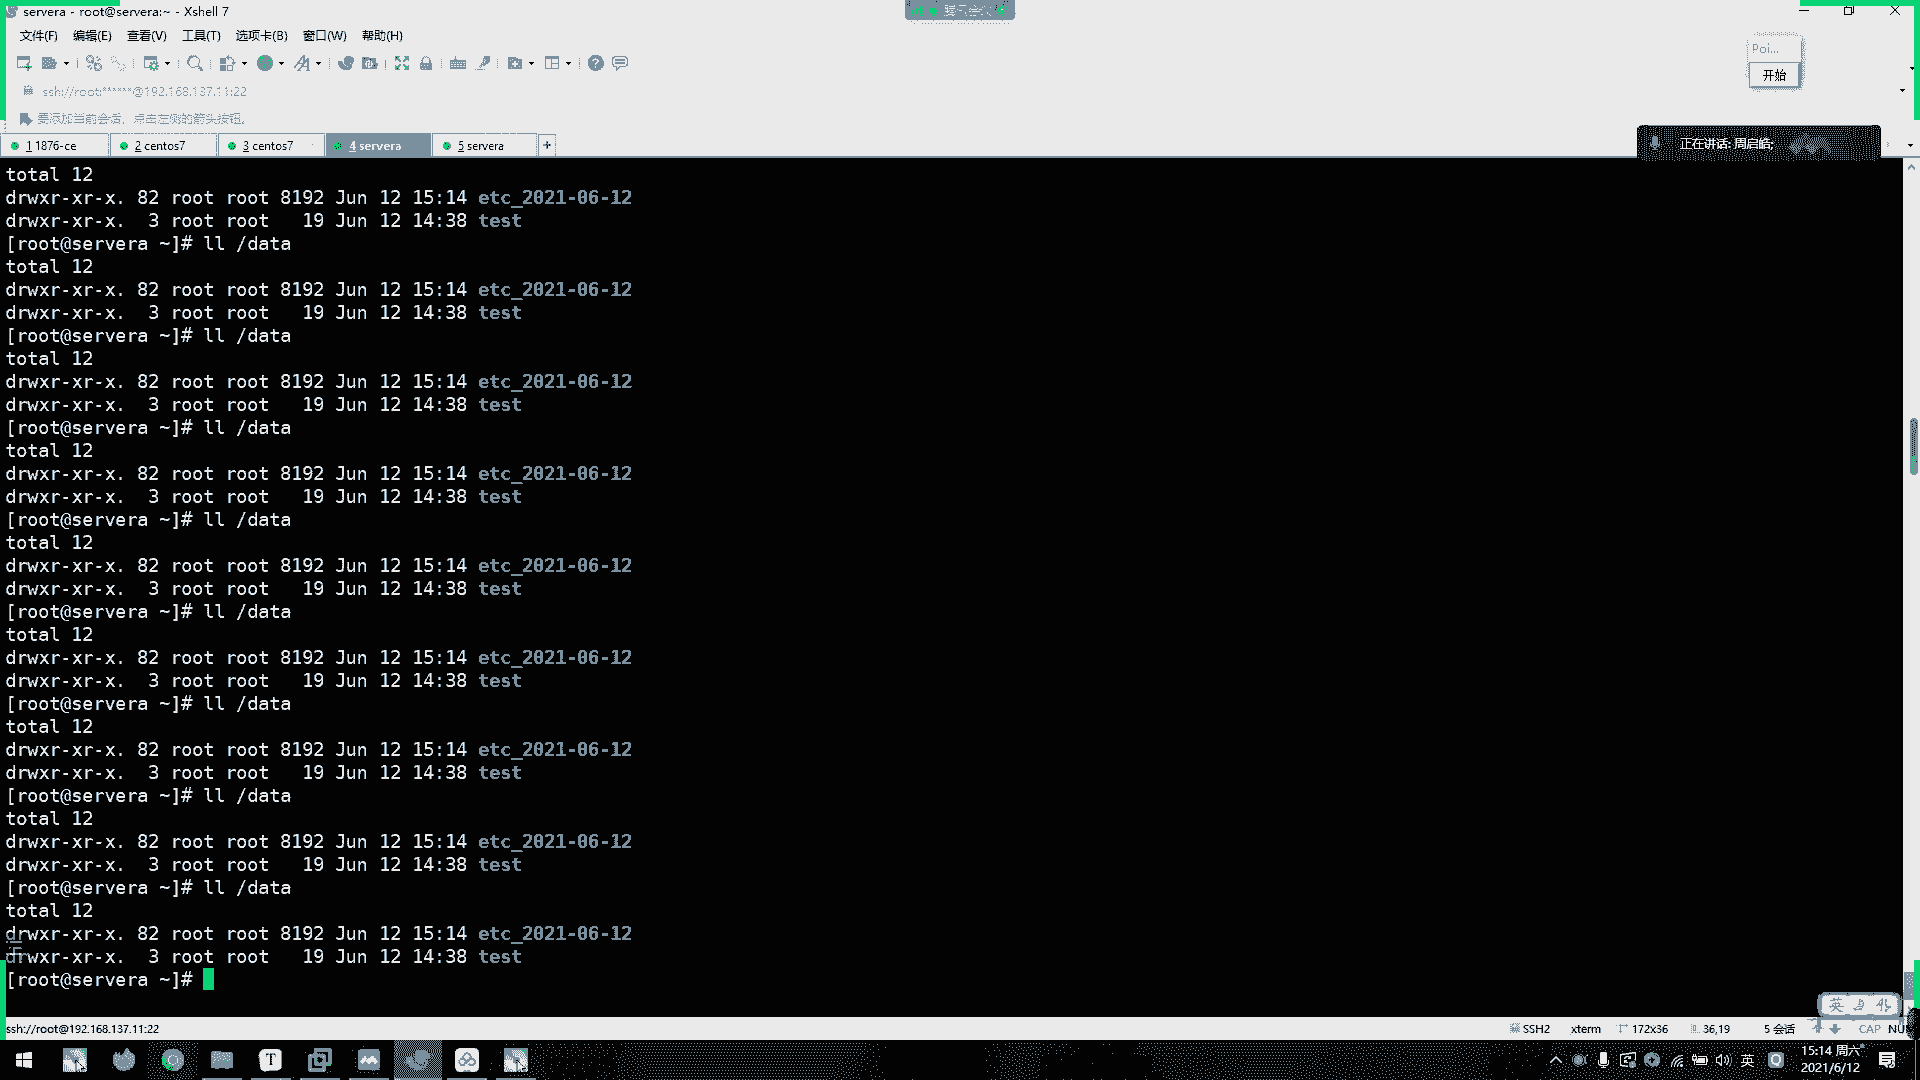 servera - root@servera:~ - Xshell 7
文件(F) 编辑(E) 查看(V) 工具(T) 选项卡(B) 窗口(W) 帮助(H)
Poi...
开始
ssh://root:******@192.168.137.11:22
要添加当前会话，点击左侧的箭头按钮。
1 1876-ce 2 centos7 3 centos7 4 servera 5 servera +
正在讲话: 周启皓;
total 12
drwxr-xr-x. 82 root root 8192 Jun 12 15:14 etc_2021-06-12
drwxr-xr-x.  3 root root   19 Jun 12 14:38 test
[root@servera ~]# ll /data
total 12
drwxr-xr-x. 82 root root 8192 Jun 12 15:14 etc_2021-06-12
drwxr-xr-x.  3 root root   19 Jun 12 14:38 test
[root@servera ~]# ll /data
total 12
drwxr-xr-x. 82 root root 8192 Jun 12 15:14 etc_2021-06-12
drwxr-xr-x.  3 root root   19 Jun 12 14:38 test
[root@servera ~]# ll /data
total 12
drwxr-xr-x. 82 root root 8192 Jun 12 15:14 etc_2021-06-12
drwxr-xr-x.  3 root root   19 Jun 12 14:38 test
[root@servera ~]# ll /data
total 12
drwxr-xr-x. 82 root root 8192 Jun 12 15:14 etc_2021-06-12
drwxr-xr-x.  3 root root   19 Jun 12 14:38 test
[root@servera ~]# ll /data
total 12
drwxr-xr-x. 82 root root 8192 Jun 12 15:14 etc_2021-06-12
drwxr-xr-x.  3 root root   19 Jun 12 14:38 test
[root@servera ~]# ll /data
total 12
drwxr-xr-x. 82 root root 8192 Jun 12 15:14 etc_2021-06-12
drwxr-xr-x.  3 root root   19 Jun 12 14:38 test
[root@servera ~]# ll /data
total 12
drwxr-xr-x. 82 root root 8192 Jun 12 15:14 etc_2021-06-12
drwxr-xr-x.  3 root root   19 Jun 12 14:38 test
[root@servera ~]# ll /data
total 12
drwxr-xr-x. 82 root root 8192 Jun 12 15:14 etc_2021-06-12
drwxr-xr-x.  3 root root   19 Jun 12 14:38 test
[root@servera ~]#
英
ssh://root@192.168.137.11:22 SSH2 xterm 172x36 36,19 5 会话 CAP NUM
T 英 15:14 周六
2021/6/12